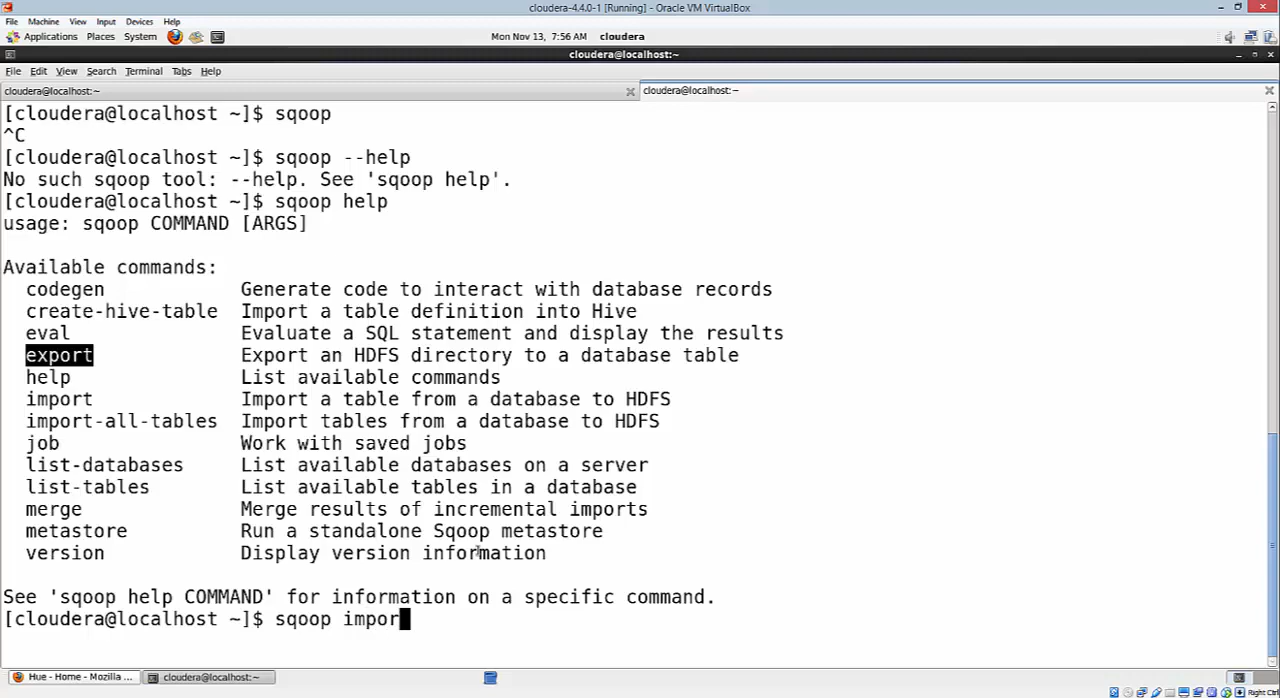 cloudera-4.4.0-1 [Running] - Oracle VM VirtualBox
File Machine View Input Devices Help
Applications Places System Mon Nov 13, 7:56 AM cloudera
cloudera@localhost:~
File Edit View Search Terminal Tabs Help
cloudera@localhost:~ cloudera@localhost:~
[cloudera@localhost ~]$ sqoop
^C
[cloudera@localhost ~]$ sqoop --help
No such sqoop tool: --help. See 'sqoop help'.
[cloudera@localhost ~]$ sqoop help
usage: sqoop COMMAND [ARGS]
Available commands:
codegen Generate code to interact with database records
create-hive-table Import a table definition into Hive
eval Evaluate a SQL statement and display the results
export Export an HDFS directory to a database table
help List available commands
import Import a table from a database to HDFS
import-all-tables Import tables from a database to HDFS
job Work with saved jobs
list-databases List available databases on a server
list-tables List available tables in a database
merge Merge results of incremental imports
metastore Run a standalone Sqoop metastore
version Display version information
See 'sqoop help COMMAND' for information on a specific command.
[cloudera@localhost ~]$ sqoop impor
Hue - Home - Mozilla ... cloudera@localhost:~
Right Ctrl